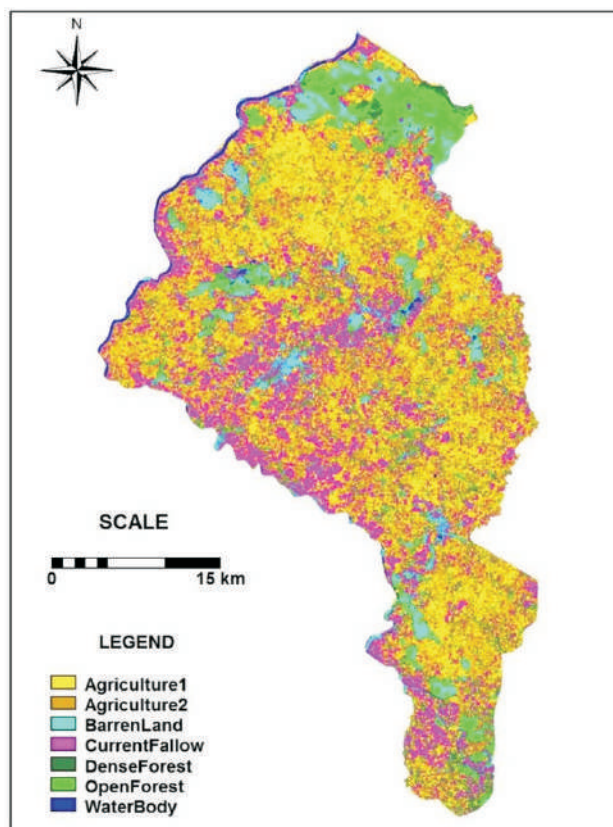 N
SCALE
0 15 km
LEGEND
Agriculture1
Agriculture2
BarrenLand
CurrentFallow
DenseForest
OpenForest
WaterBody